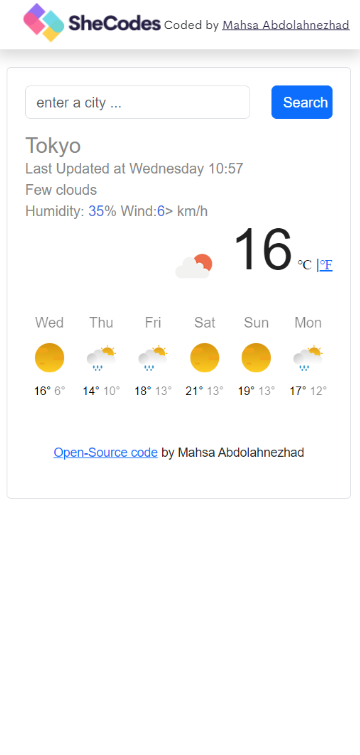 SheCodes Coded by Mahsa Abdolahnezhad
enter a city ... Search
Tokyo
Last Updated at Wednesday 10:57
Few clouds
Humidity: 35% Wind:6> km/h
16 °C |°F
Wed Thu Fri Sat Sun Mon
16° 6° 14° 10° 18° 13° 21° 13° 19° 13° 17° 12°
Open-Source code by Mahsa Abdolahnezhad